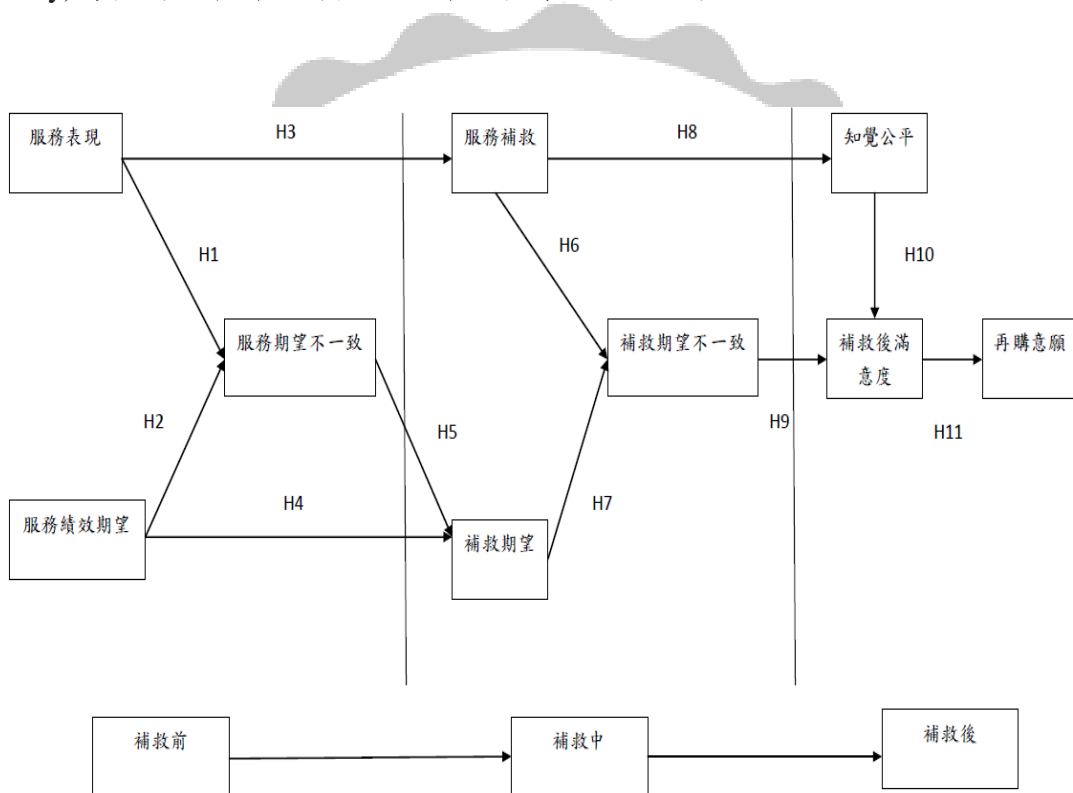 服務表現
H3
服務補救
H8
知覺公平
H1
H6
H10
服務期望不一致
補救期望不一致
補救後滿
意度
再購意願
H2
H5
H9
H11
服務績效期望
H4
補救期望
H7
補救前
補救中
補救後